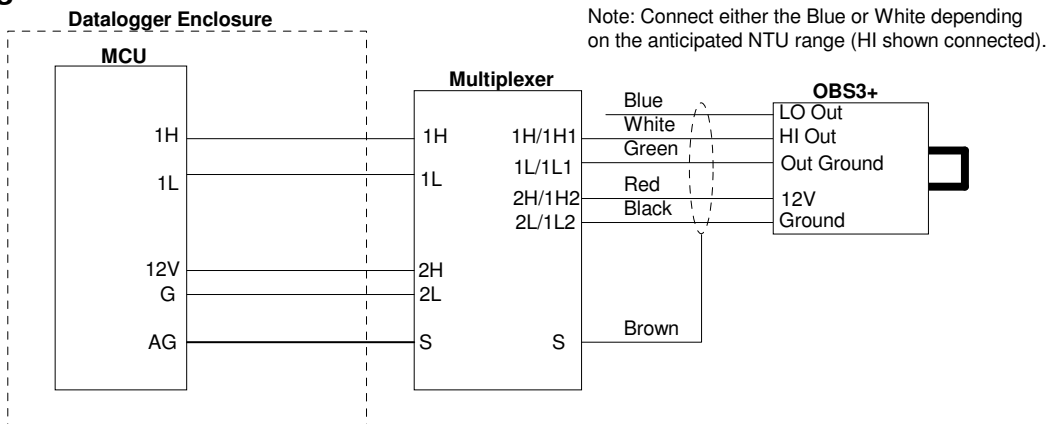 Datalogger Enclosure
Note: Connect either the Blue or White depending
on the anticipated NTU range (HI shown connected).
MCU
Multiplexer
OBS3+
1H
1L
12V
G
AG
1H
1L
2H
2L
S
1H/1H1
1L/1L1
2H/1H2
2L/1L2
S
Blue
White
Green
Red
Black
Brown
LO Out
HI Out
Out Ground
12V
Ground